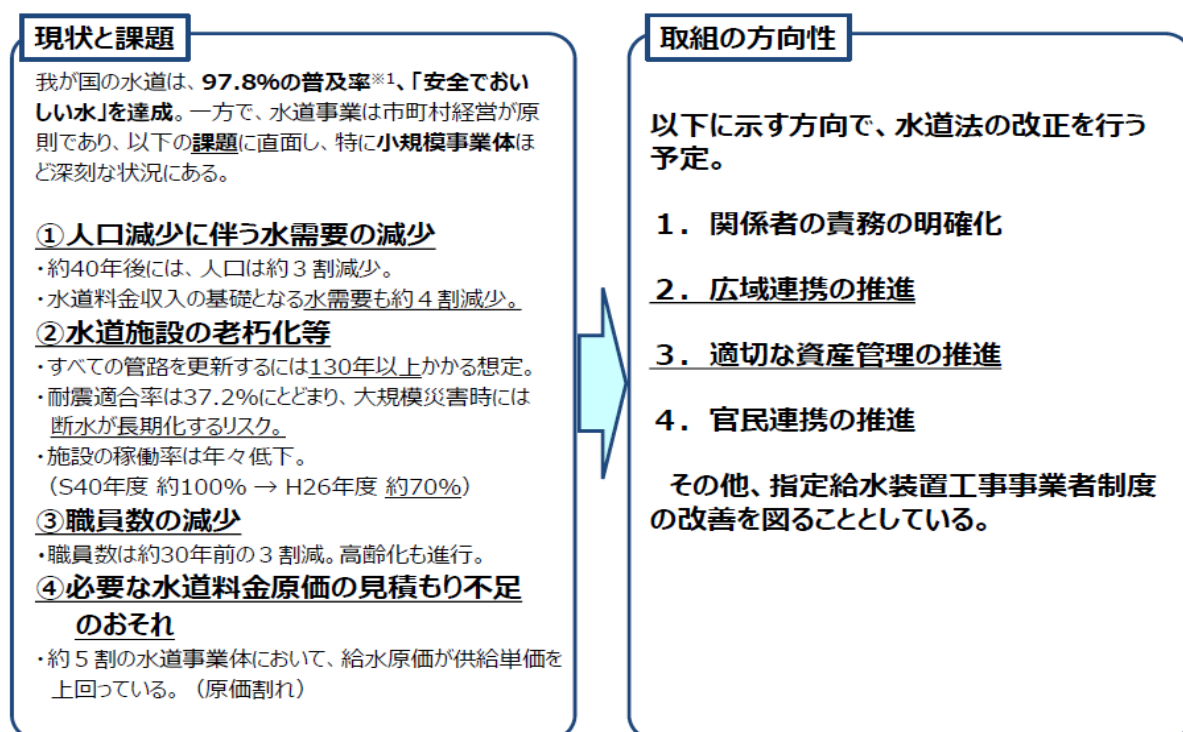 現状と課題
我が国の水道は、97.8%の普及率※1、「安全でおい
しい水」を達成。一方で、水道事業は市町村経営が原
則であり、以下の課題に直面し、特に小規模事業体ほ
ど深刻な状況にある。
①人口減少に伴う水需要の減少
・約40年後には、人口は約３割減少。
・水道料金収入の基礎となる水需要も約４割減少。
②水道施設の老朽化等
・すべての管路を更新するには130年以上かかる想定。
・耐震適合率は37.2%にとどまり、大規模災害時には
断水が長期化するリスク。
・施設の稼働率は年々低下。
（S40年度 約100% → H26年度 約70%）
③職員数の減少
・職員数は約30年前の３割減。高齢化も進行。
④必要な水道料金原価の見積もり不足
のおそれ
・約５割の水道事業体において、給水原価が供給単価を
上回っている。（原価割れ）
取組の方向性
以下に示す方向で、水道法の改正を行う
予定。
１．関係者の責務の明確化
２．広域連携の推進
３．適切な資産管理の推進
４．官民連携の推進
その他、指定給水装置工事事業者制度
の改善を図ることとしている。